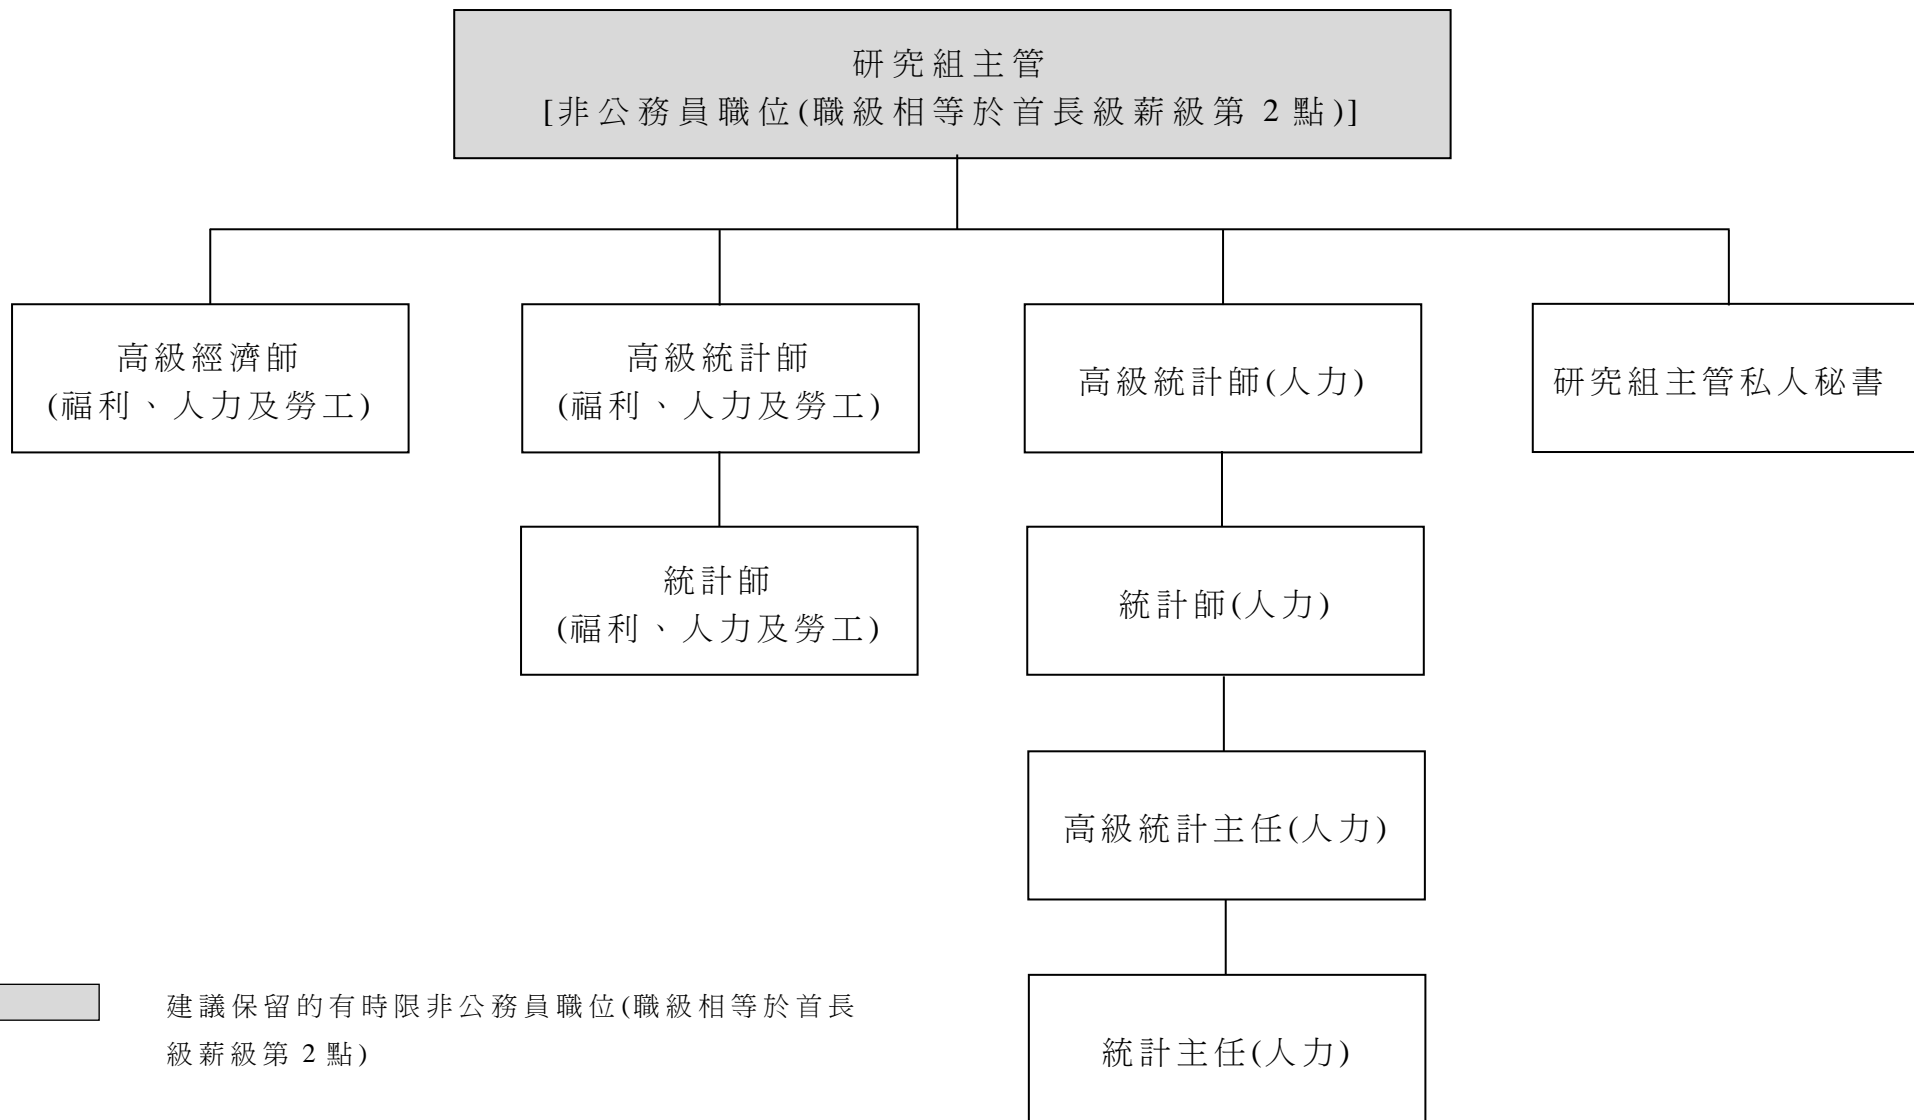 研究組主管
[非公務員職位(職級相等於首長級薪級第 2 點)]
高級經濟師
(福利、人力及勞工)
高級統計師
(福利、人力及勞工)
高級統計師(人力)
研究組主管私人秘書
統計師
(福利、人力及勞工)
統計師(人力)
高級統計主任(人力)
統計主任(人力)
建議保留的有時限非公務員職位(職級相等於首長
級薪級第 2 點)